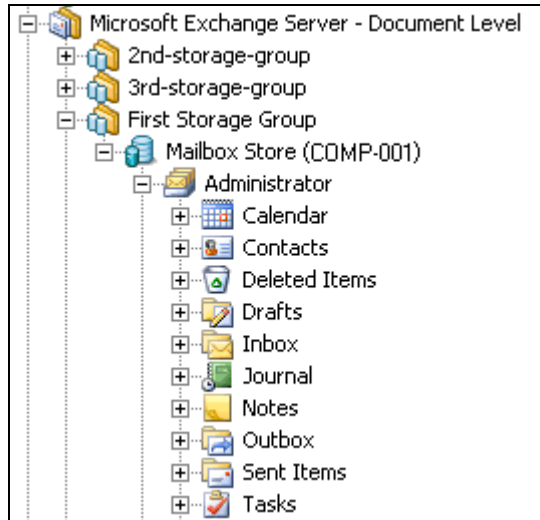 Microsoft Exchange Server - Document Level
2nd-storage-group
3rd-storage-group
First Storage Group
Mailbox Store (COMP-001)
Administrator
Calendar
Contacts
Deleted Items
Drafts
Inbox
Journal
Notes
Outbox
Sent Items
Tasks